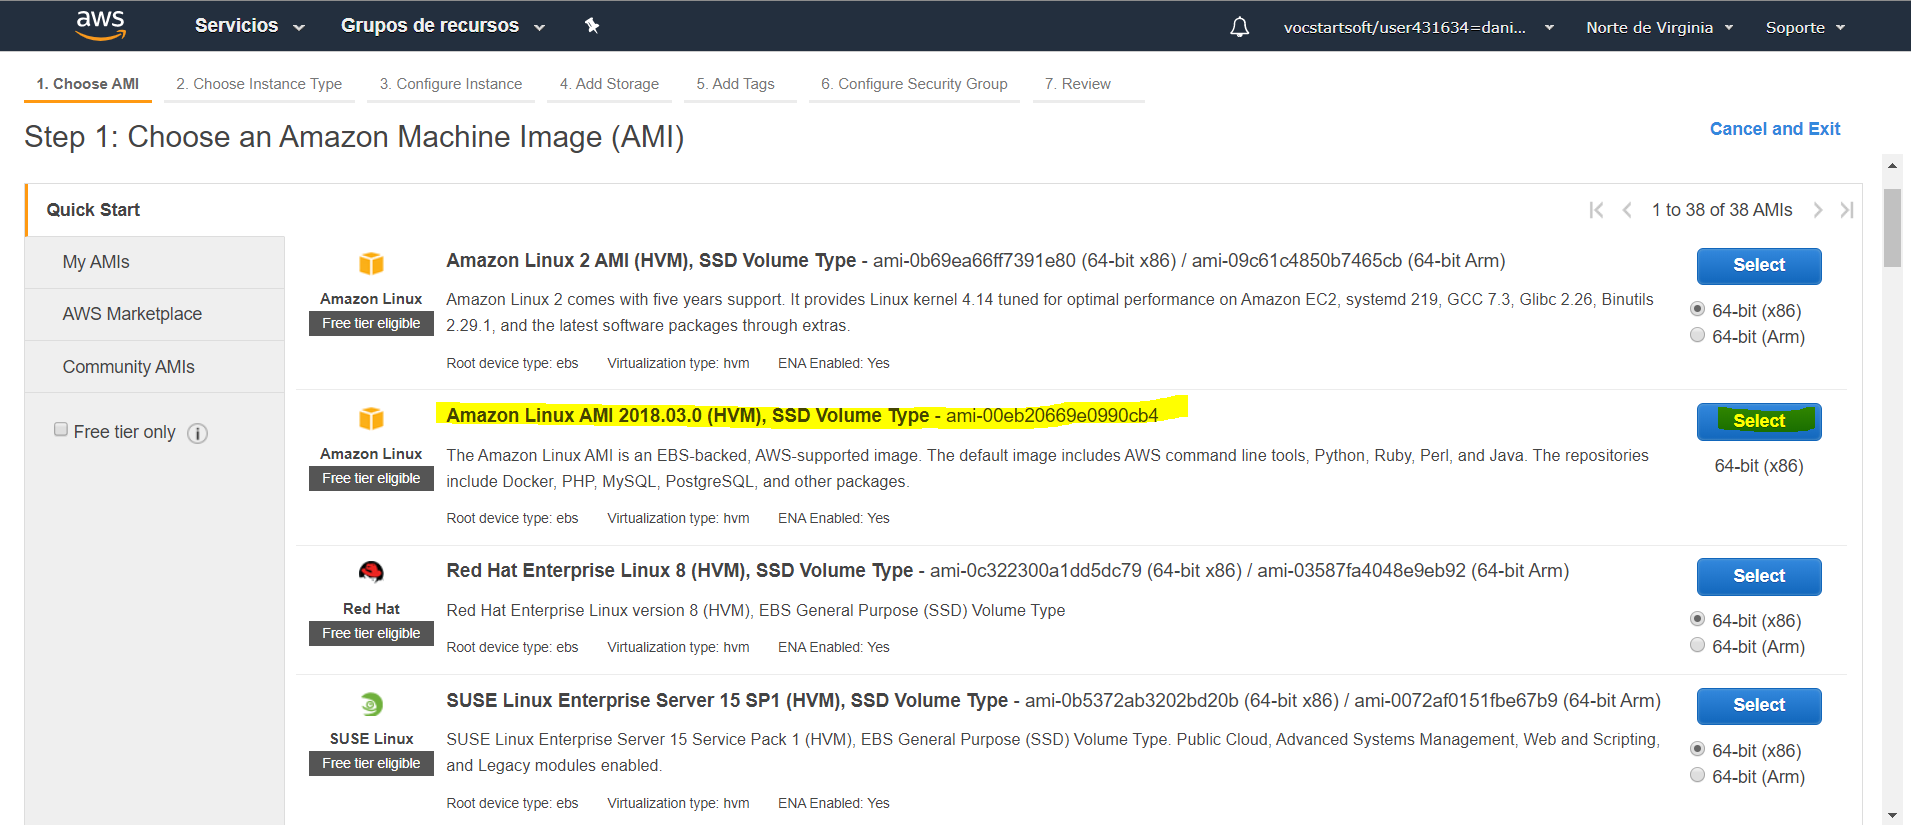 aws
Servicios
Grupos de recursos
vocstartsoft/user431634=dani...
Norte de Virginia
Soporte
1. Choose AMI
2. Choose Instance Type
3. Configure Instance
4. Add Storage
5. Add Tags
6. Configure Security Group
7. Review
Step 1: Choose an Amazon Machine Image (AMI)
Cancel and Exit
Quick Start
My AMIs
AWS Marketplace
Community AMIs
Free tier only
i
1 to 38 of 38 AMIs
Amazon Linux
Free tier eligible
Amazon Linux 2 AMI (HVM), SSD Volume Type - ami-0b69ea66ff7391e80 (64-bit x86) / ami-09c61c4850b7465cb (64-bit Arm)
Amazon Linux 2 comes with five years support. It provides Linux kernel 4.14 tuned for optimal performance on Amazon EC2, systemd 219, GCC 7.3, Glibc 2.26, Binutils
2.29.1, and the latest software packages through extras.
Root device type: ebs Virtualization type: hvm ENA Enabled: Yes
Select
64-bit (x86)
64-bit (Arm)
Amazon Linux
Free tier eligible
Amazon Linux AMI 2018.03.0 (HVM), SSD Volume Type - ami-00eb20669e0990cb4
The Amazon Linux AMI is an EBS-backed, AWS-supported image. The default image includes AWS command line tools, Python, Ruby, Perl, and Java. The repositories
include Docker, PHP, MySQL, PostgreSQL, and other packages.
Root device type: ebs Virtualization type: hvm ENA Enabled: Yes
Select
64-bit (x86)
Red Hat
Free tier eligible
Red Hat Enterprise Linux 8 (HVM), SSD Volume Type - ami-0c322300a1dd5dc79 (64-bit x86) / ami-03587fa4048e9eb92 (64-bit Arm)
Red Hat Enterprise Linux version 8 (HVM), EBS General Purpose (SSD) Volume Type
Root device type: ebs Virtualization type: hvm ENA Enabled: Yes
Select
64-bit (x86)
64-bit (Arm)
SUSE Linux
Free tier eligible
SUSE Linux Enterprise Server 15 SP1 (HVM), SSD Volume Type - ami-0b5372ab3202bd20b (64-bit x86) / ami-0072af0151fbe67b9 (64-bit Arm)
SUSE Linux Enterprise Server 15 Service Pack 1 (HVM), EBS General Purpose (SSD) Volume Type. Public Cloud, Advanced Systems Management, Web and Scripting,
and Legacy modules enabled.
Root device type: ebs Virtualization type: hvm ENA Enabled: Yes
Select
64-bit (x86)
64-bit (Arm)